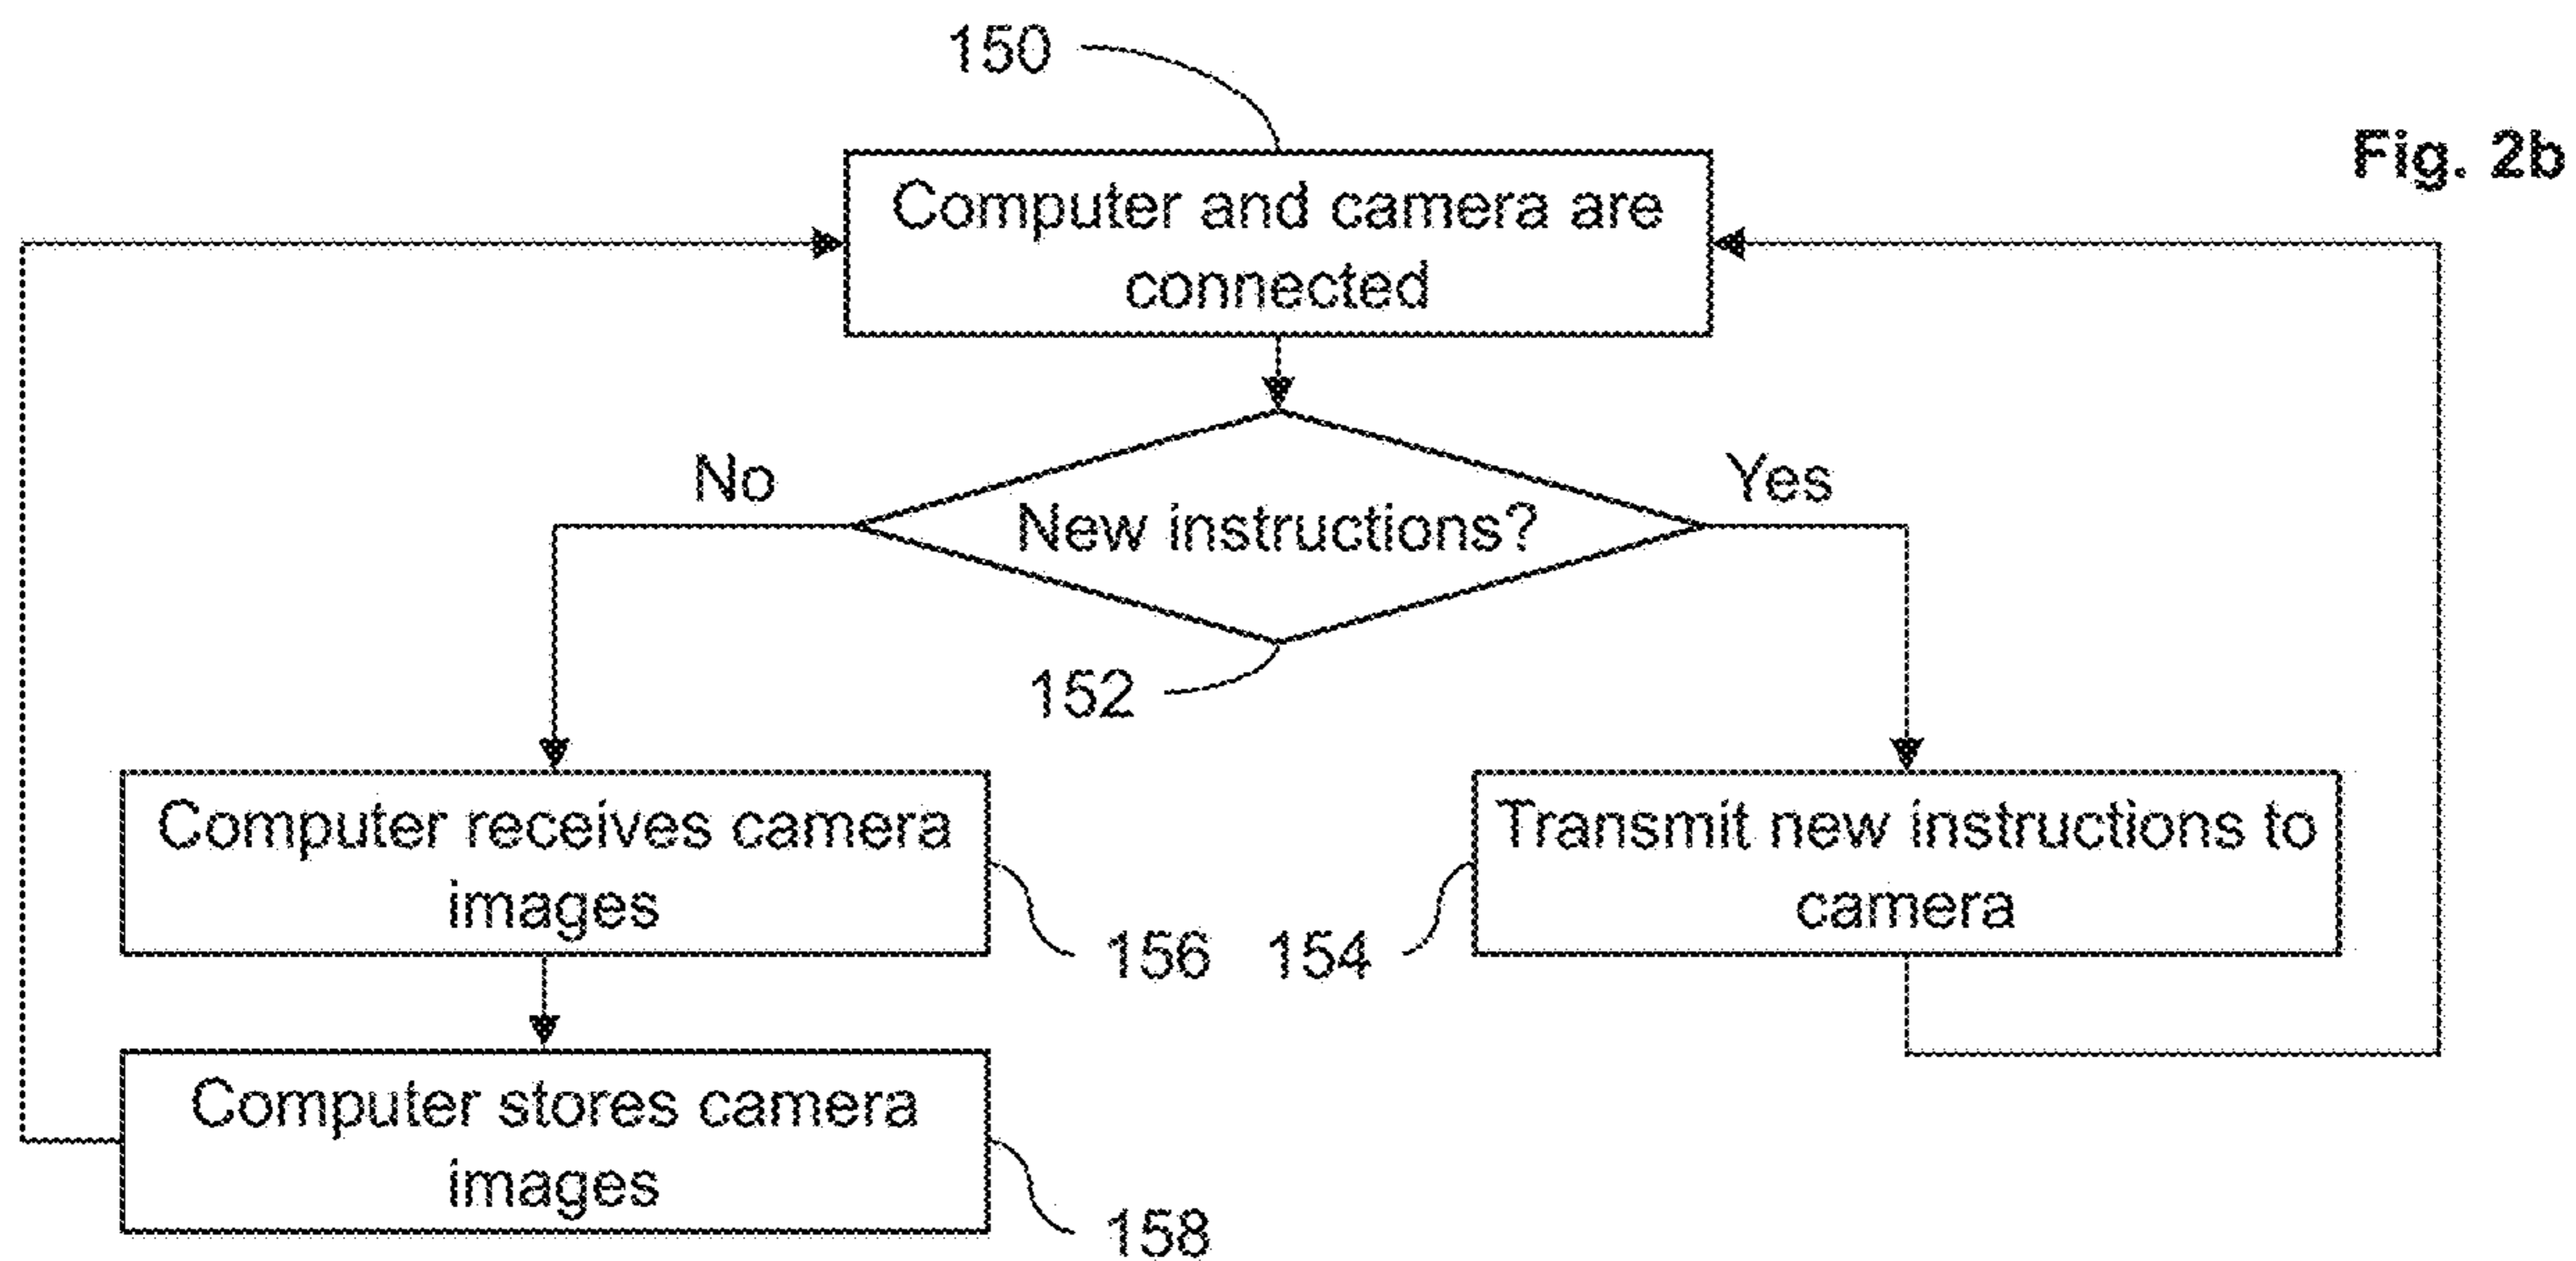 150
Fig. 2b
Computer and camera are
connected
No
Yes
New instructions?
152
Computer receives camera
images
Transmit new instructions to
camera
156
154
Computer stores camera
images
158